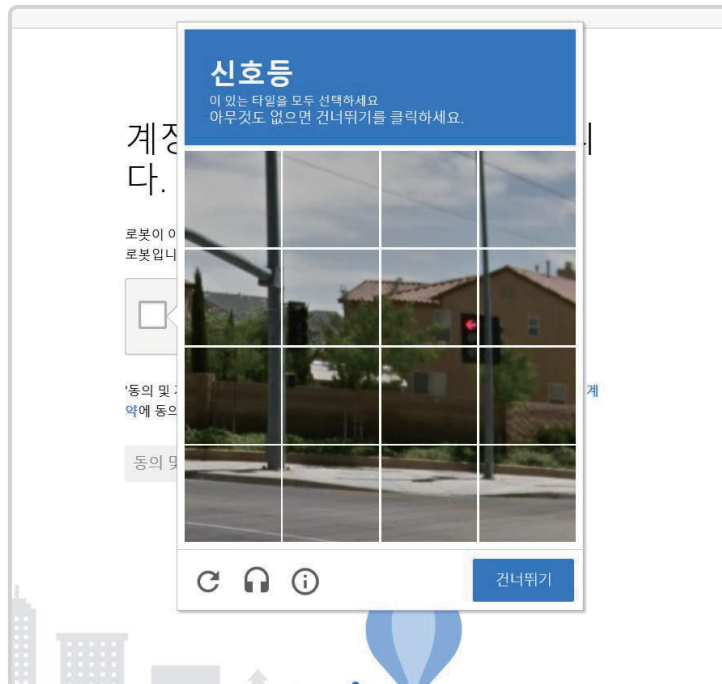 신호등
이 있는 타일을 모두 선택하세요
아무것도 없으면 건너뛰기를 클릭하세요.
계정
니
다.
로봇이 이
로봇입니
'동의 및
계
약에 동의
동의 및
건너뛰기